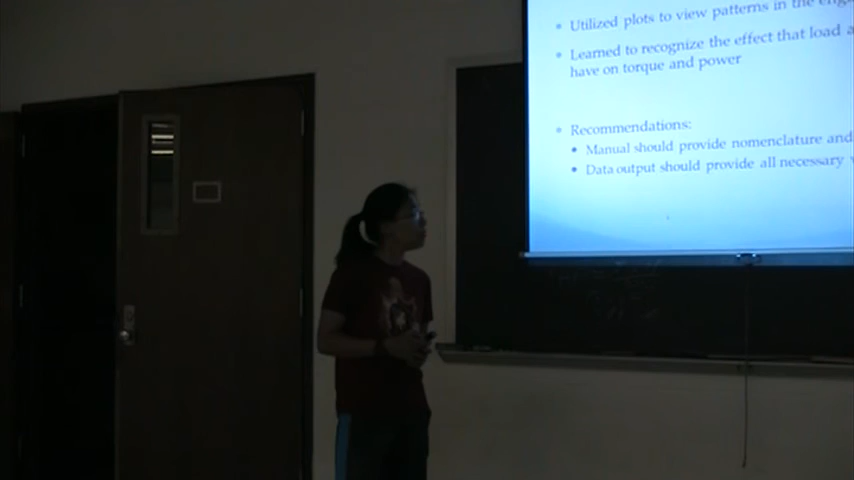 Utilized plots to view patterns in the
Learned to recognize the effect that load
have on torque and power
Recommendations:
Manual should provide nomenclature and
Data output should provide all necessary